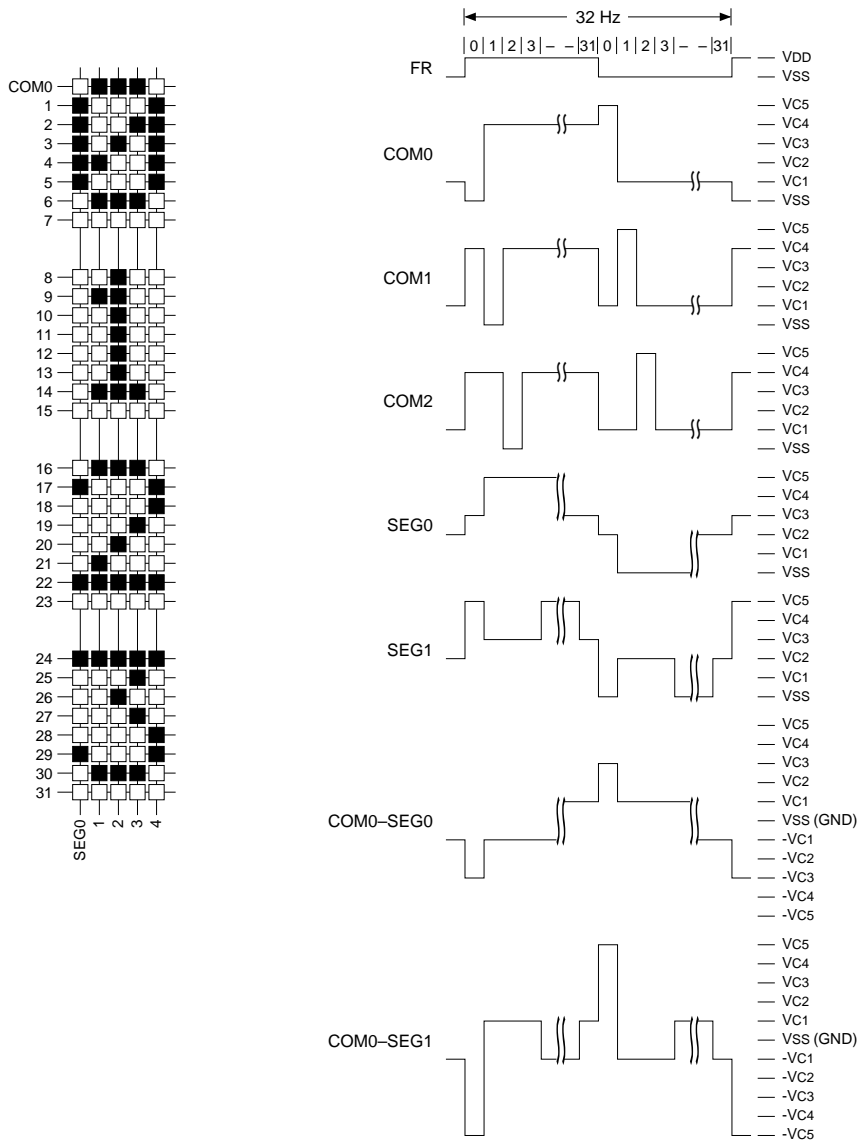 COM0
1
2
3
4
5
6
7
8
9
10
11
12
13
14
15
16
17
18
19
20
21
22
23
24
25
26
27
28
29
30
31
SEG0 1 2 3 4
32 Hz
0 1 2 3 – – 31 0 1 2 3 – – 31
FR
VDD
VSS
COM0
VC5
VC4
VC3
VC2
VC1
VSS
COM1
VC5
VC4
VC3
VC2
VC1
VSS
COM2
VC5
VC4
VC3
VC2
VC1
VSS
SEG0
VC5
VC4
VC3
VC2
VC1
VSS
SEG1
VC5
VC4
VC3
VC2
VC1
VSS
COM0–SEG0
VC5
VC4
VC3
VC2
VC1
VSS (GND)
-VC1
-VC2
-VC3
-VC4
-VC5
COM0–SEG1
VC5
VC4
VC3
VC2
VC1
VSS (GND)
-VC1
-VC2
-VC3
-VC4
-VC5